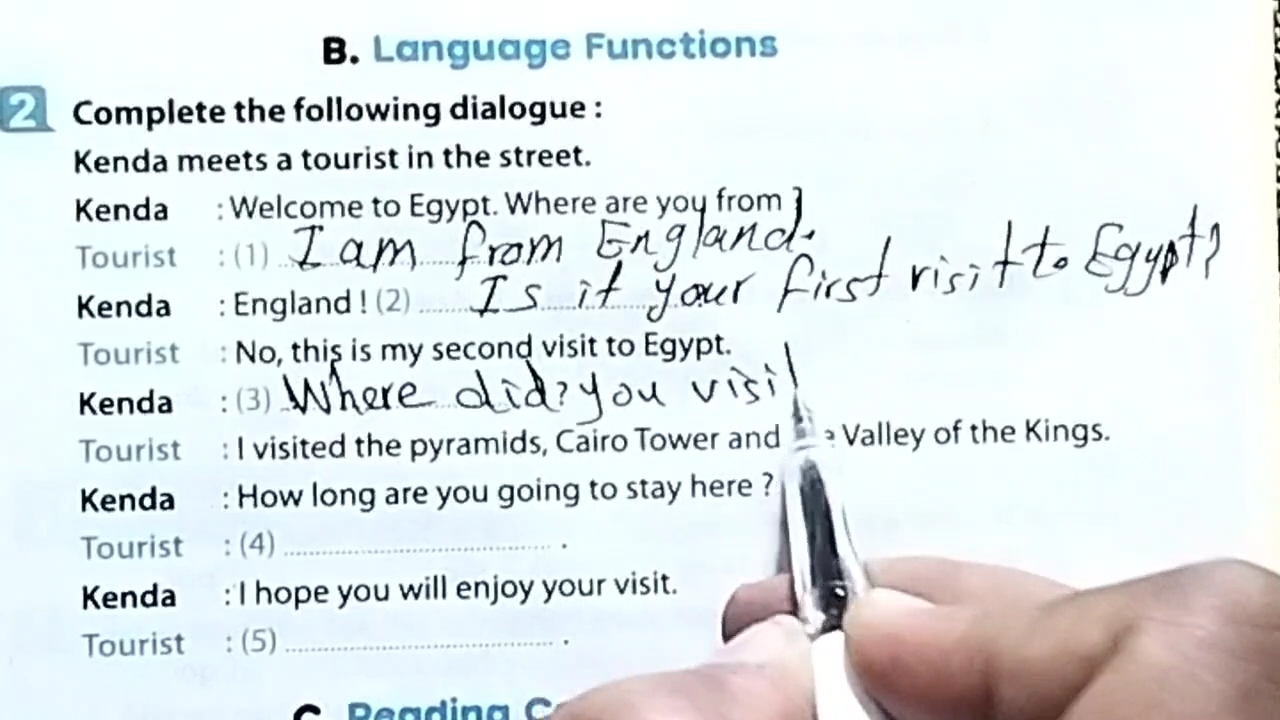 B. Language Functions
2 Complete the following dialogue :
Kenda meets a tourist in the street.
Kenda : Welcome to Egypt. Where are you from ?
Tourist : (1) I am from England.
Kenda : England ! (2) Is it your first visit to Egypt?
Tourist : No, this is my second visit to Egypt.
Kenda : (3) Where did? you visit
Tourist : I visited the pyramids, Cairo Tower and Valley of the Kings.
Kenda : How long are you going to stay here ?
Tourist : (4) .............................................. .
Kenda : I hope you will enjoy your visit.
Tourist : (5) .............................................. .
C. Reading